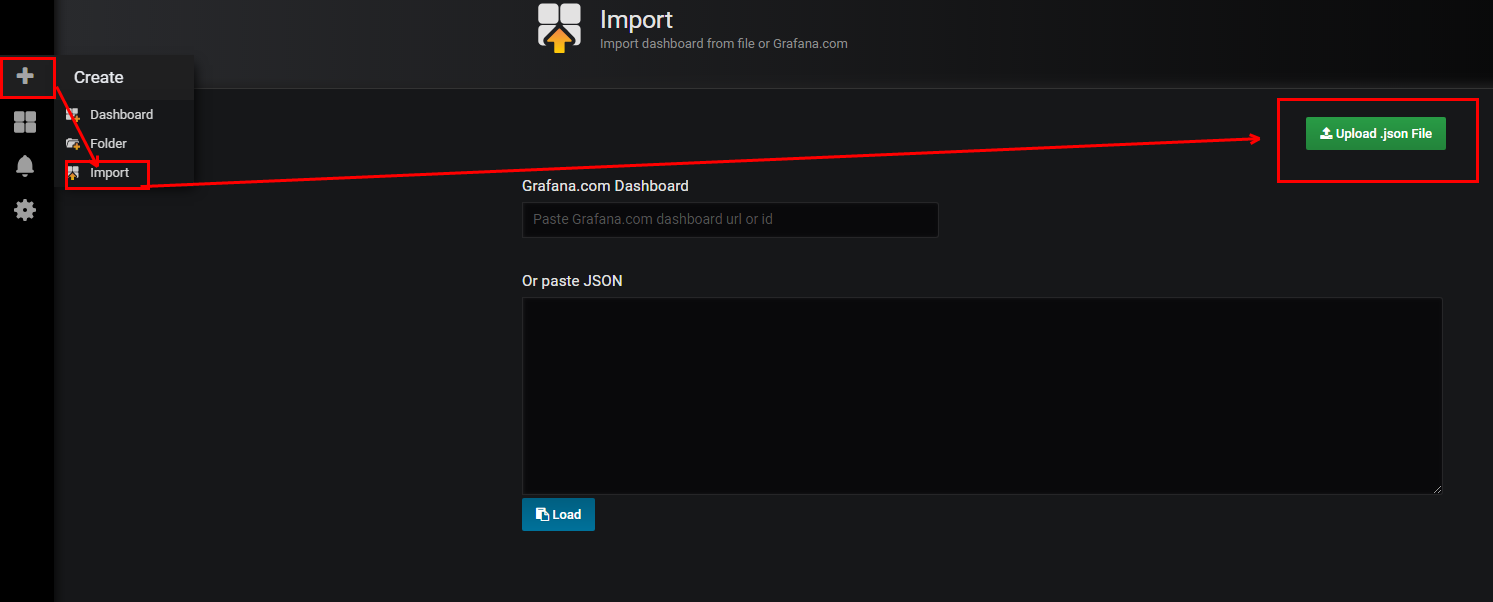 Import
Import dashboard from file or Grafana.com
Create
Dashboard
Folder
Import
Upload .json File
Grafana.com Dashboard
Paste Grafana.com dashboard url or id
Or paste JSON
Load